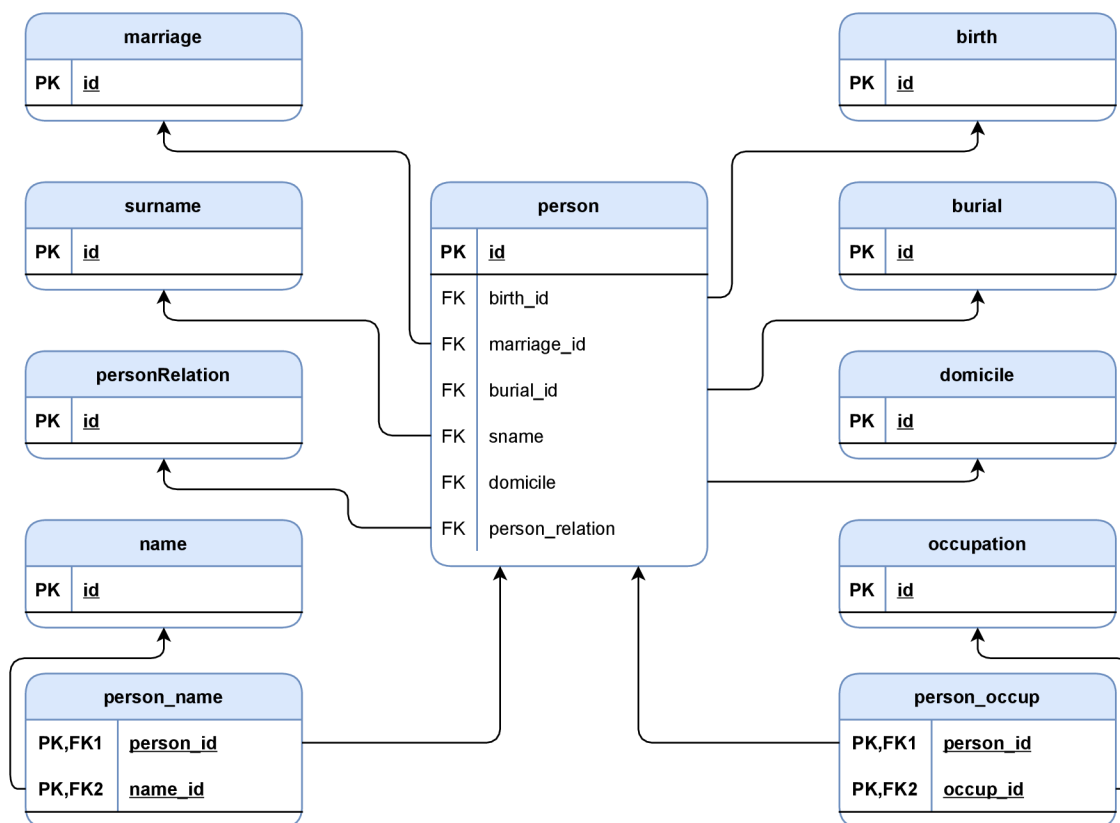 marriage
PK id
birth
PK id
surname
PK id
person
PK id
FK birth_id
FK marriage_id
FK burial_id
FK sname
FK domicile
FK person_relation
burial
PK id
personRelation
PK id
domicile
PK id
name
PK id
occupation
PK id
person_name
PK,FK1 person_id
PK,FK2 name_id
person_occup
PK,FK1 person_id
PK,FK2 occup_id